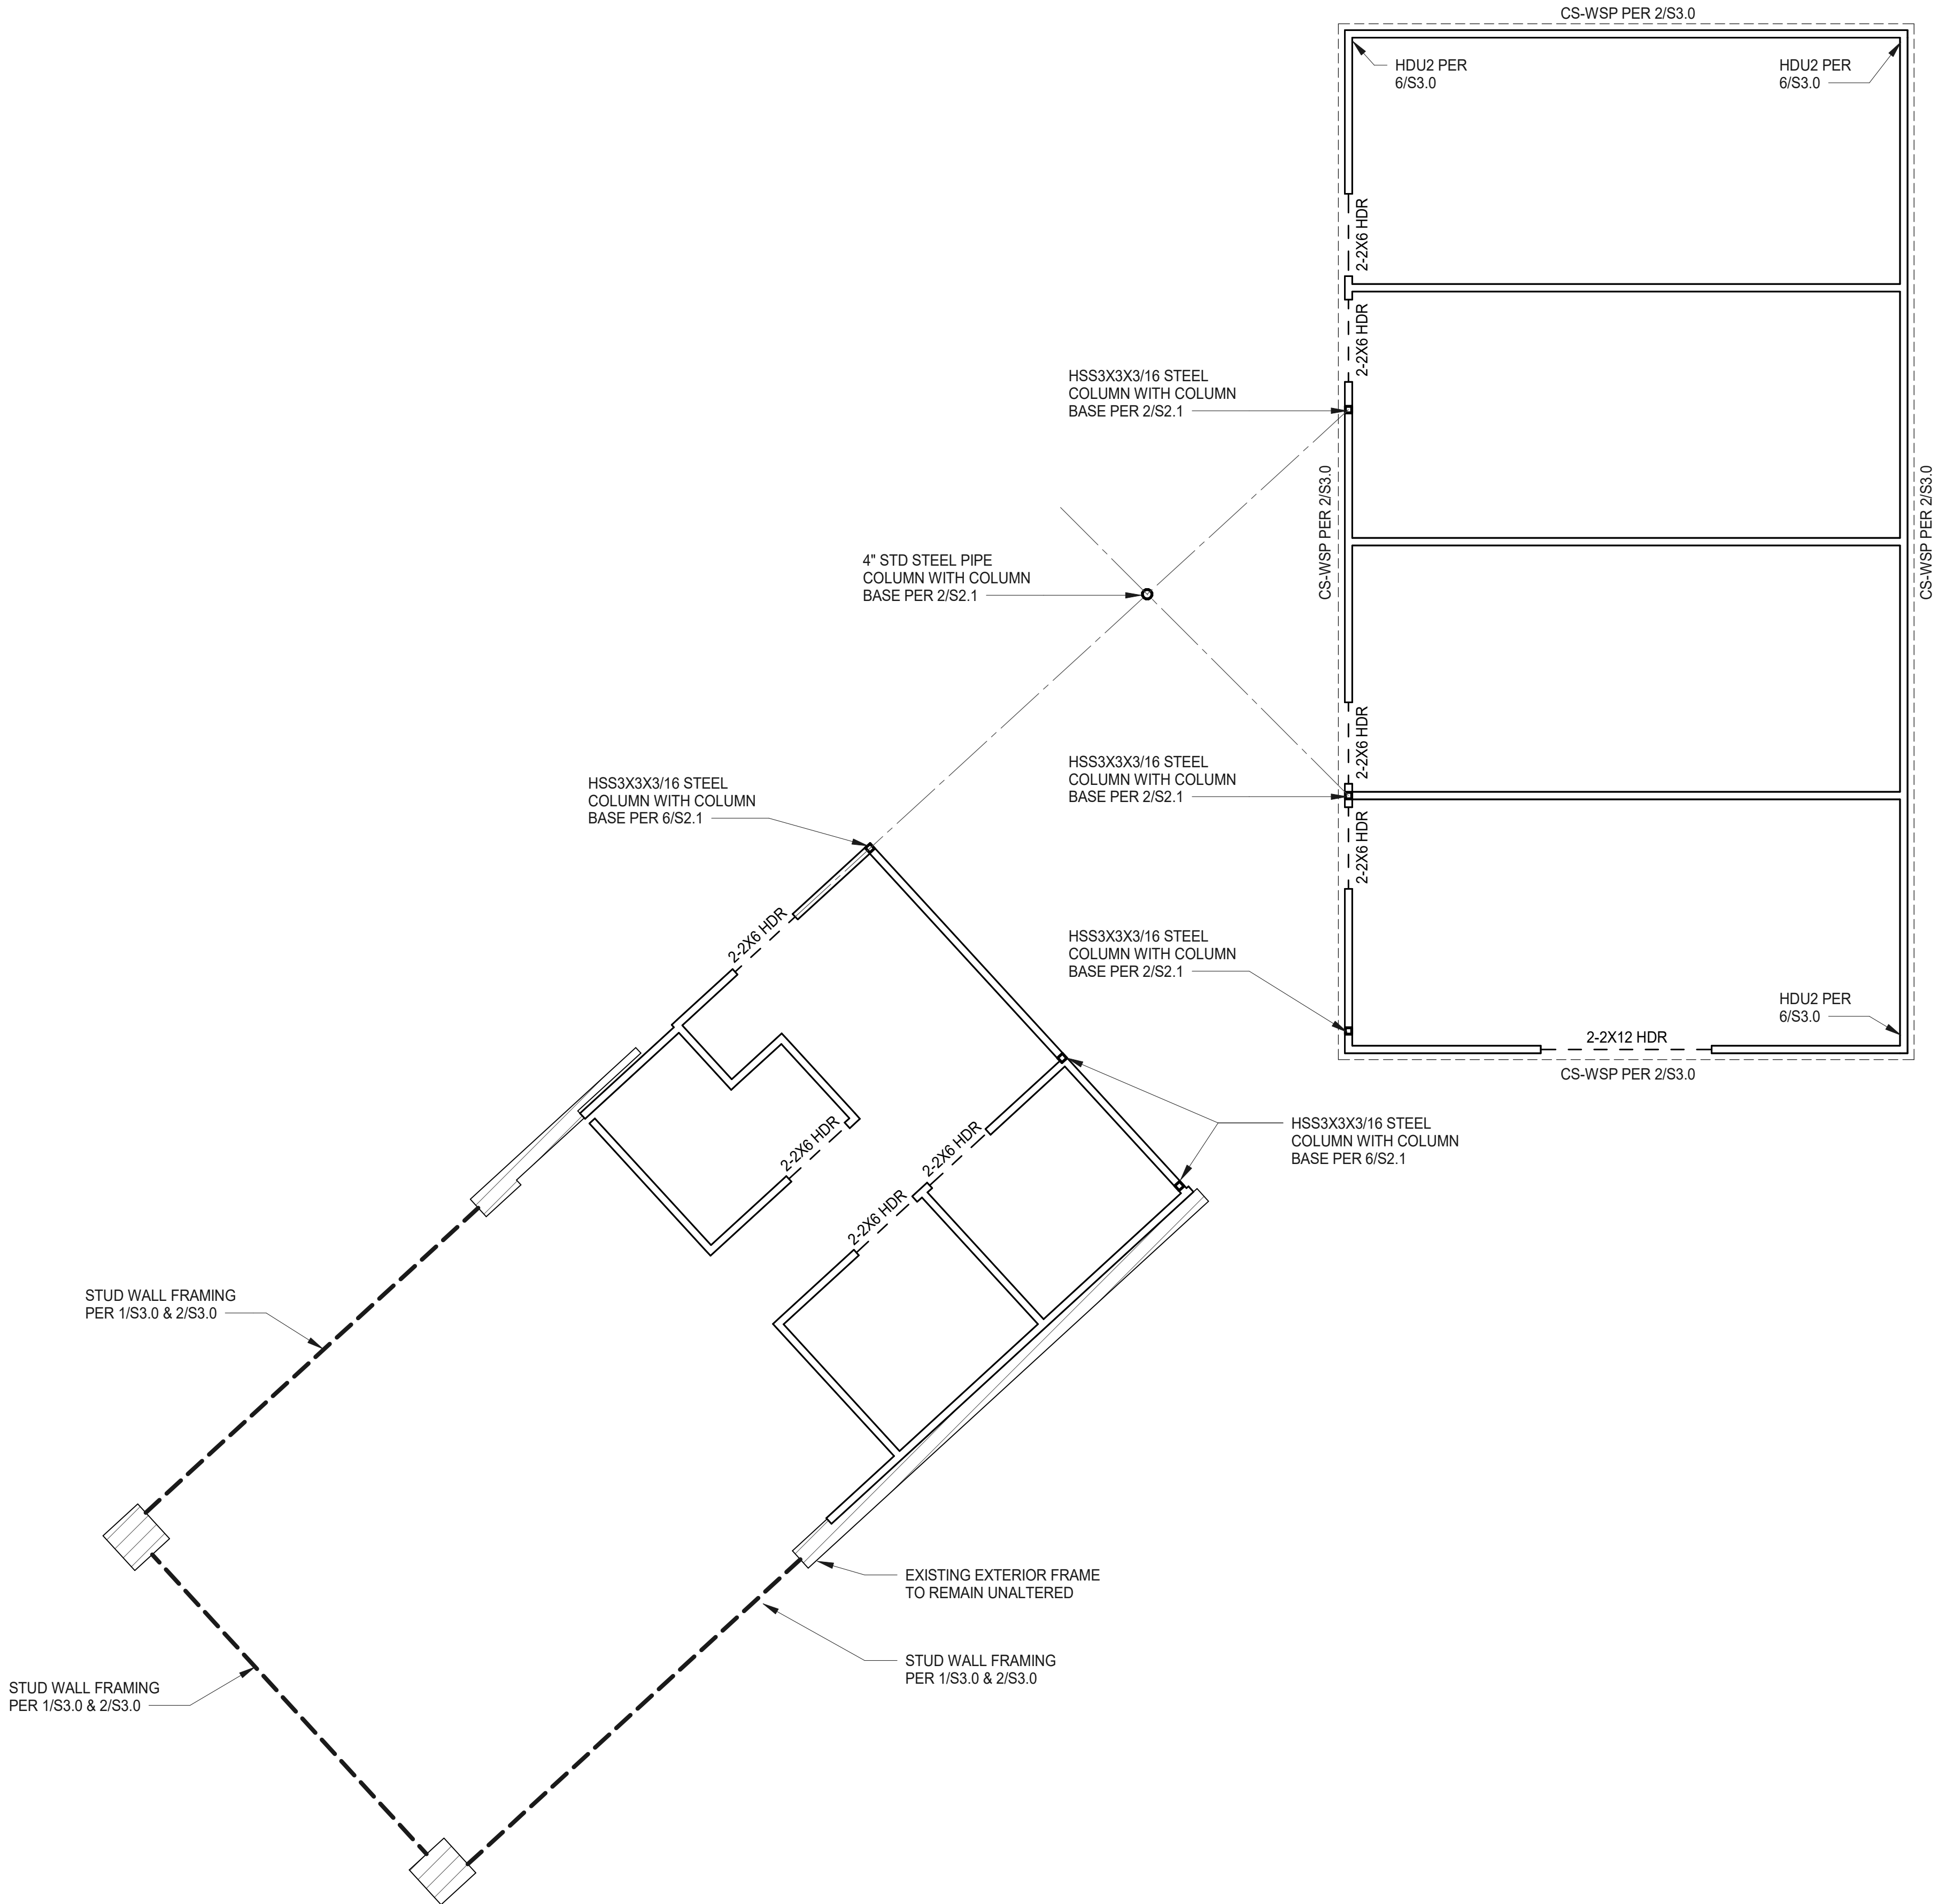 CS-WSP PER 2/S3.0
HDU2 PER
6/S3.0
HDU2 PER
6/S3.0
2-2X6 HDR
2-2X6 HDR
HSS3X3X3/16 STEEL
COLUMN WITH COLUMN
BASE PER 2/S2.1
CS-WSP PER 2/S3.0
CS-WSP PER 2/S3.0
4" STD STEEL PIPE
COLUMN WITH COLUMN
BASE PER 2/S2.1
2-2X6 HDR
HSS3X3X3/16 STEEL
COLUMN WITH COLUMN
BASE PER 2/S2.1
HSS3X3X3/16 STEEL
COLUMN WITH COLUMN
BASE PER 6/S2.1
2-2X6 HDR
2-2X6 HDR
HSS3X3X3/16 STEEL
COLUMN WITH COLUMN
BASE PER 2/S2.1
HDU2 PER
6/S3.0
2-2X12 HDR
CS-WSP PER 2/S3.0
2-2X6 HDR
2-2X6 HDR
2-2X6 HDR
HSS3X3X3/16 STEEL
COLUMN WITH COLUMN
BASE PER 6/S2.1
STUD WALL FRAMING
PER 1/S3.0 & 2/S3.0
EXISTING EXTERIOR FRAME
TO REMAIN UNALTERED
STUD WALL FRAMING
PER 1/S3.0 & 2/S3.0
STUD WALL FRAMING
PER 1/S3.0 & 2/S3.0